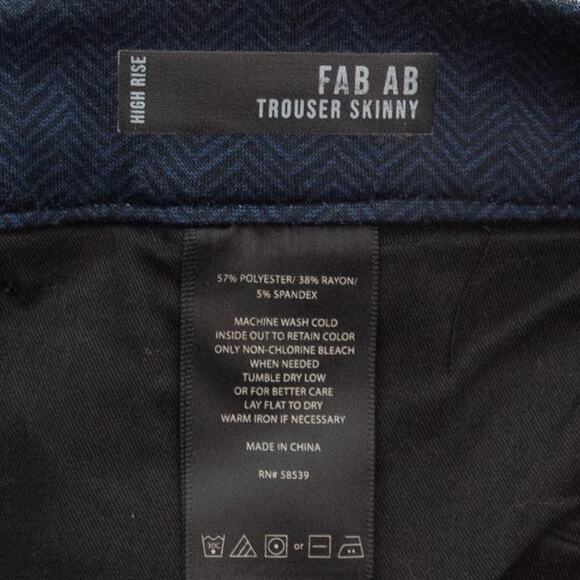 HIGH RISE
FAB AB
TROUSER SKINNY
57% POLYESTER/ 38% RAYON/
5% SPANDEX
MACHINE WASH COLD
INSIDE OUT TO RETAIN COLOR
ONLY NON-CHLORINE BLEACH
WHEN NEEDED
TUMBLE DRY LOW
OR FOR BETTER CARE
LAY FLAT TO DRY
WARM IRON IF NECESSARY
MADE IN CHINA
RN# 58539
30C or